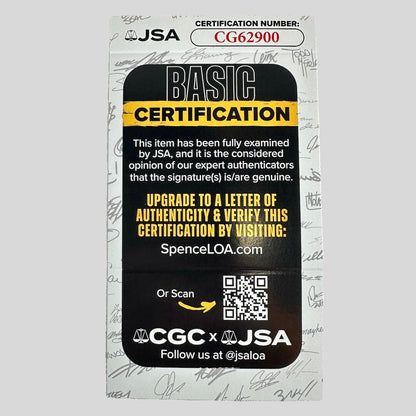 JSA
CERTIFICATION NUMBER:
CG62900
BASIC
CERTIFICATION
This item has been fully examined
by JSA, and it is the considered
opinion of our expert authenticators
that the signature(s) is/are genuine.
UPGRADE TO A LETTER OF
AUTHENTICITY & VERIFY THIS
CERTIFICATION BY VISITING:
SpenceLOA.com
Or Scan
CGC x JSA
Follow us at @jsaloa